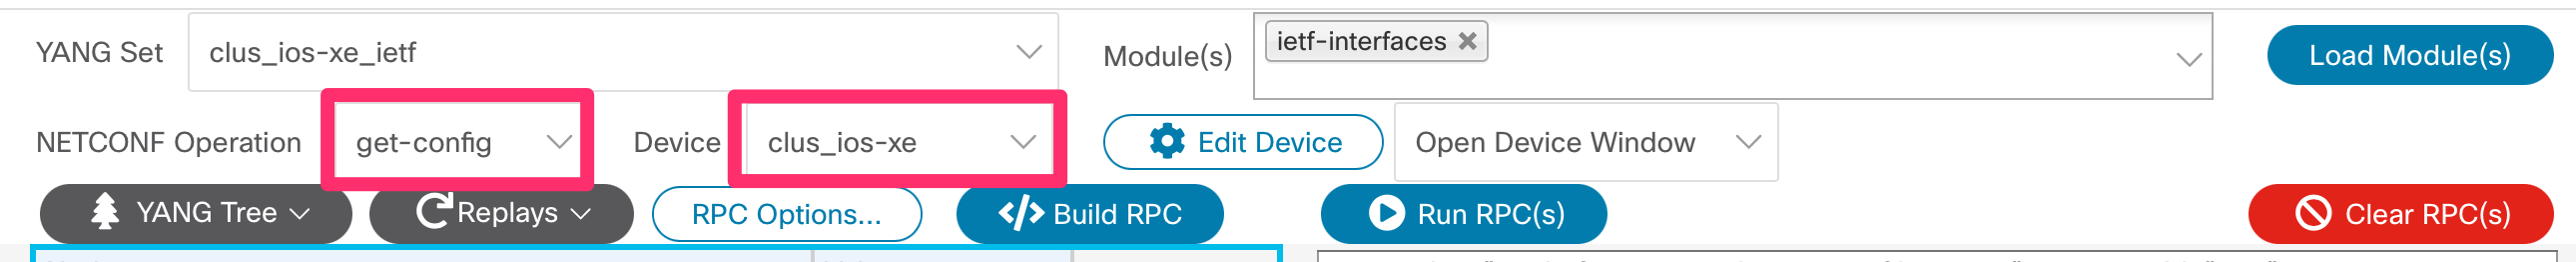 YANG Set clus_ios-xe_ietf Module(s) ietf-interfaces Load Module(s)
NETCONF Operation get-config Device clus_ios-xe Edit Device Open Device Window
YANG Tree Replays RPC Options... Build RPC Run RPC(s) Clear RPC(s)